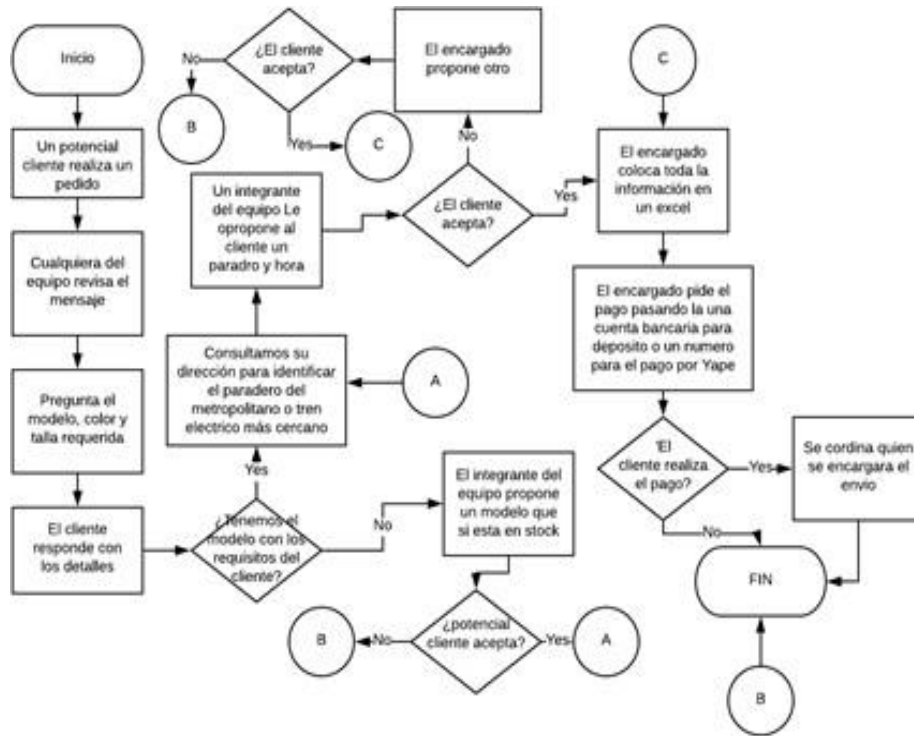 Inicio
Un potencial
cliente realiza un
pedido
Cualquiera del
equipo revisa el
mensaje
Pregunta el
modelo, color y
talla requerida
El cliente
responde con
los detalles
¿Tenemos el
modelo con los
requisitos del
cliente?
Yes
No
Consultamos su
dirección para identificar
el paradero del
metropolitano o tren
electrico más cercano
A
Un integrante
del equipo Le
opropone al
cliente un
paradro y hora
¿El cliente
acepta?
No
Yes
El encargado
propone otro
¿El cliente
acepta?
No
B
Yes
C
El integrante del
equipo propone
un modelo que
si esta en stock
¿potencial
cliente acepta?
No
B
Yes
A
C
El encargado
coloca toda la
información en
un excel
El encargado pide el
pago pasando la una
cuenta bancaria para
deposito o un numero
para el pago por Yape
'El
cliente realiza
el pago?
Yes
No
Se cordina quien
se encargara el
envio
FIN
B